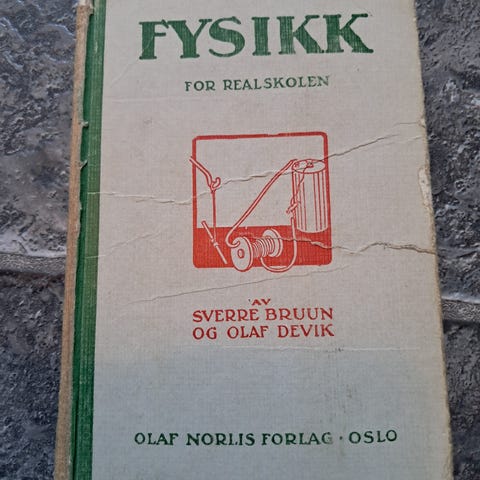 FYSIKK
FOR REALSKOLEN
AV
SVERRE BRUUN
OG OLAF DEVIK
OLAF NORLIS FORLAG · OSLO